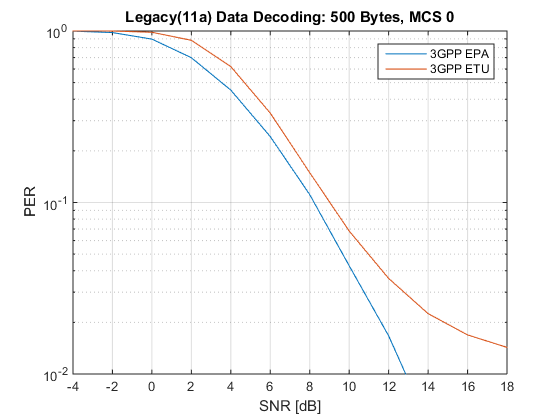 Legacy(11a) Data Decoding: 500 Bytes, MCS 0
3GPP EPA
3GPP ETU
PER
10^0
10^-1
10^-2
-4 -2 0 2 4 6 8 10 12 14 16 18
SNR [dB]